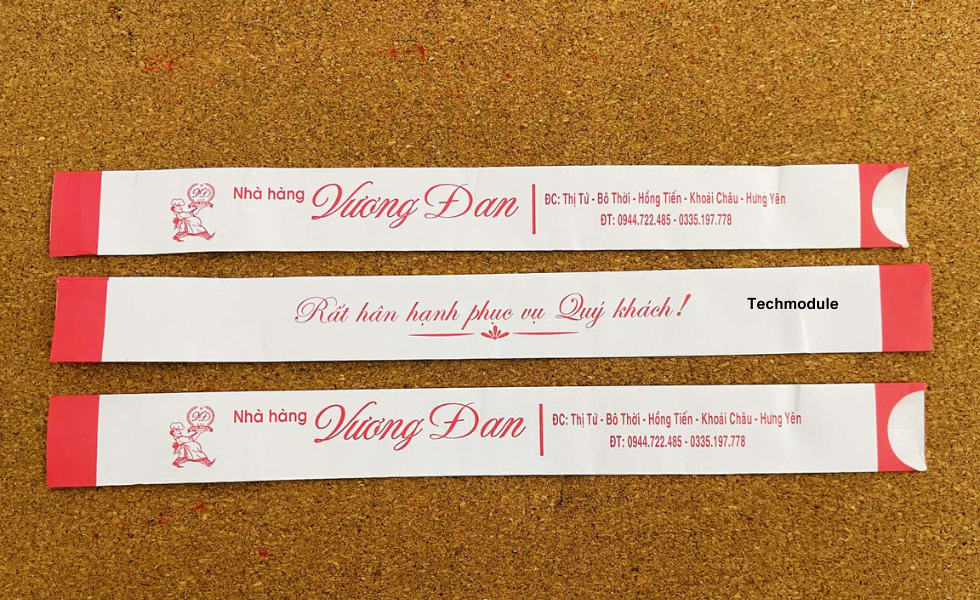 Nhà hàng Vương Đan
ĐC: Thị Tứ - Bô Thời - Hồng Tiến - Khoái Châu - Hưng Yên
ĐT: 0944.722.485 - 0335.197.778
Rất hân hạnh phục vụ Quý khách!
Techmodule
Nhà hàng Vương Đan
ĐC: Thị Tứ - Bô Thời - Hồng Tiến - Khoái Châu - Hưng Yên
ĐT: 0944.722.485 - 0335.197.778